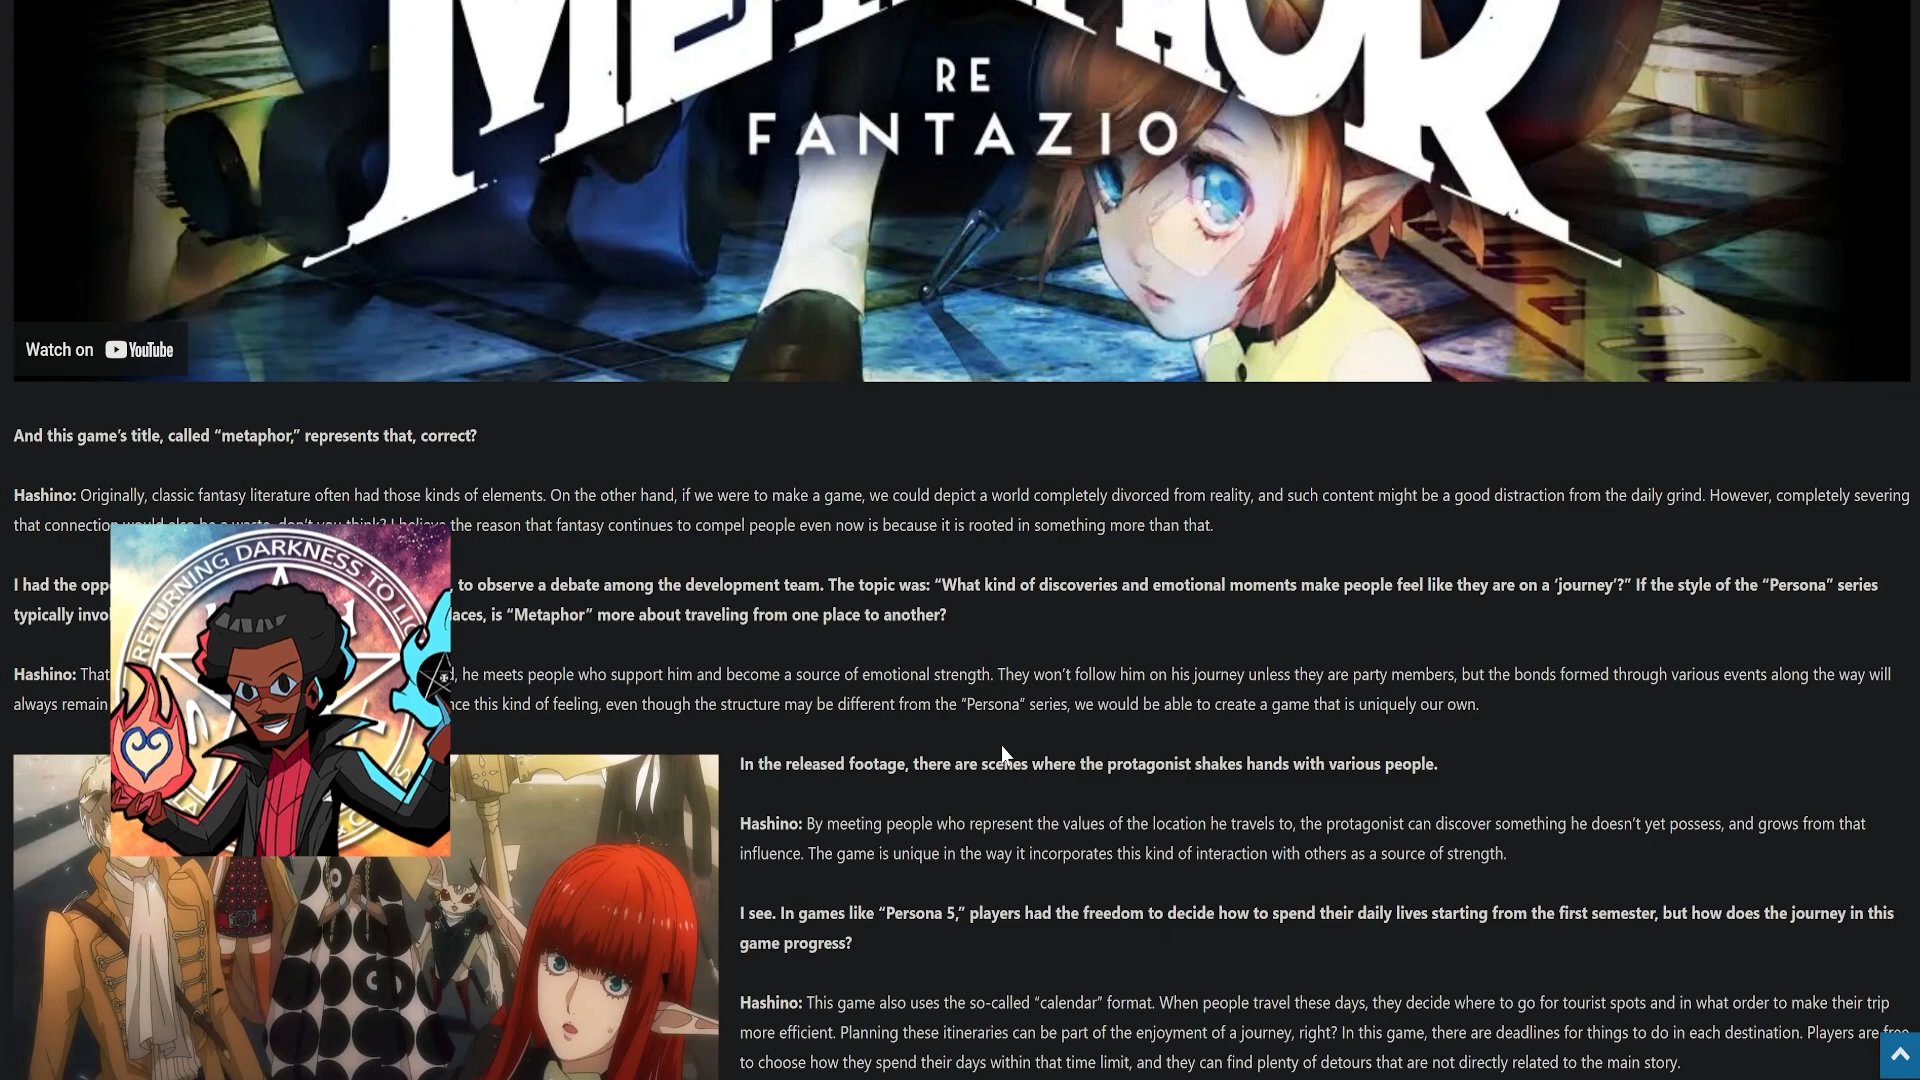 METAPHOR
RE
FANTAZIO
Watch on YouTube
And this game's title, called “metaphor,” represents that, correct?
Hashino: Originally, classic fantasy literature often had those kinds of elements. On the other hand, if we were to make a game, we could depict a world completely divorced from reality, and such content might be a good distraction from the daily grind. However, completely severing
that connection would also be a waste, don't you think? I believe the reason that fantasy continues to compel people even now is because it is rooted in something more than that.
RETURNING DARKNESS TO LIG
I had the opp to observe a debate among the development team. The topic was: “What kind of discoveries and emotional moments make people feel like they are on a ‘journey’?” If the style of the “Persona” series
typically invol laces, is “Metaphor” more about traveling from one place to another?
Hashino: That he meets people who support him and become a source of emotional strength. They won't follow him on his journey unless they are party members, but the bonds formed through various events along the way will
always remain nce this kind of feeling, even though the structure may be different from the “Persona” series, we would be able to create a game that is uniquely our own.
In the released footage, there are scenes where the protagonist shakes hands with various people.
Hashino: By meeting people who represent the values of the location he travels to, the protagonist can discover something he doesn't yet possess, and grows from that
influence. The game is unique in the way it incorporates this kind of interaction with others as a source of strength.
I see. In games like “Persona 5,” players had the freedom to decide how to spend their daily lives starting from the first semester, but how does the journey in this
game progress?
Hashino: This game also uses the so-called “calendar” format. When people travel these days, they decide where to go for tourist spots and in what order to make their trip
more efficient. Planning these itineraries can be part of the enjoyment of a journey, right? In this game, there are deadlines for things to do in each destination. Players are free
to choose how they spend their days within that time limit, and they can find plenty of detours that are not directly related to the main story.